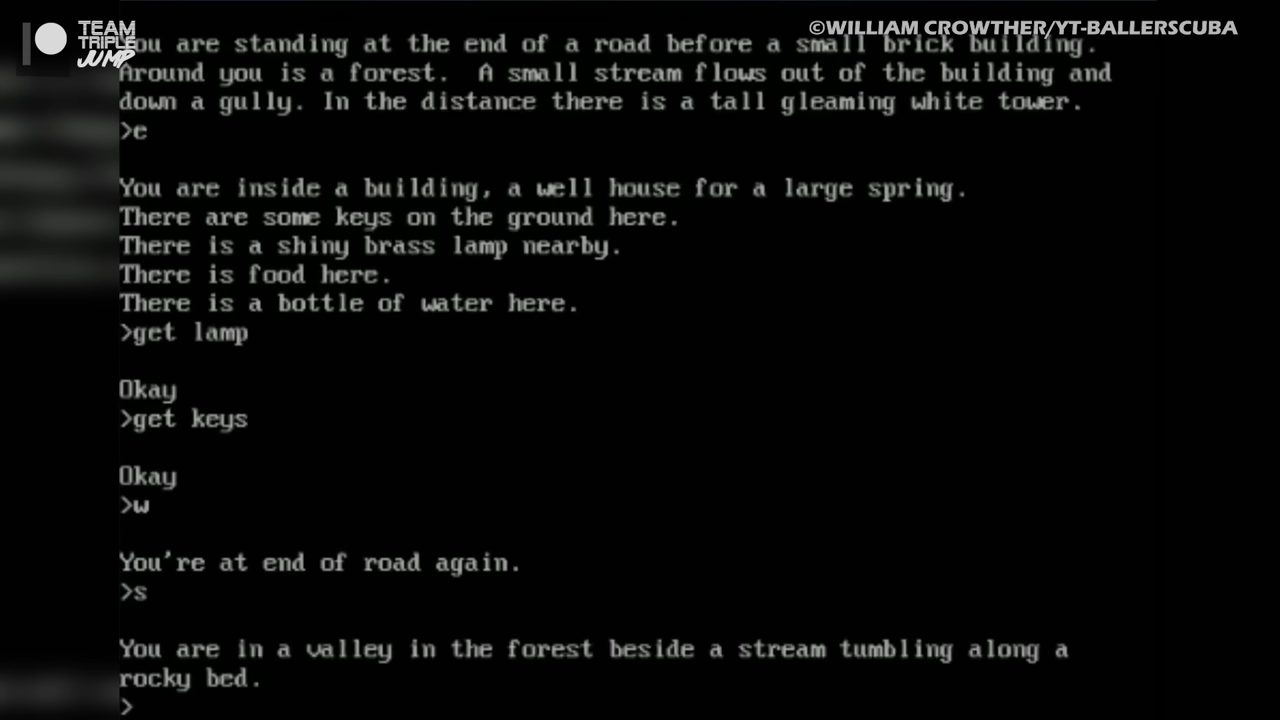 TEAM
TRIPLE
JUMP
©WILLIAM CROWTHER/YT-BALLERSCUBA
You are standing at the end of a road before a small brick building.
Around you is a forest.  A small stream flows out of the building and
down a gully. In the distance there is a tall gleaming white tower.
>e
You are inside a building, a well house for a large spring.
There are some keys on the ground here.
There is a shiny brass lamp nearby.
There is food here.
There is a bottle of water here.
>get lamp
Okay
>get keys
Okay
>w
You're at end of road again.
>s
You are in a valley in the forest beside a stream tumbling along a
rocky bed.
>